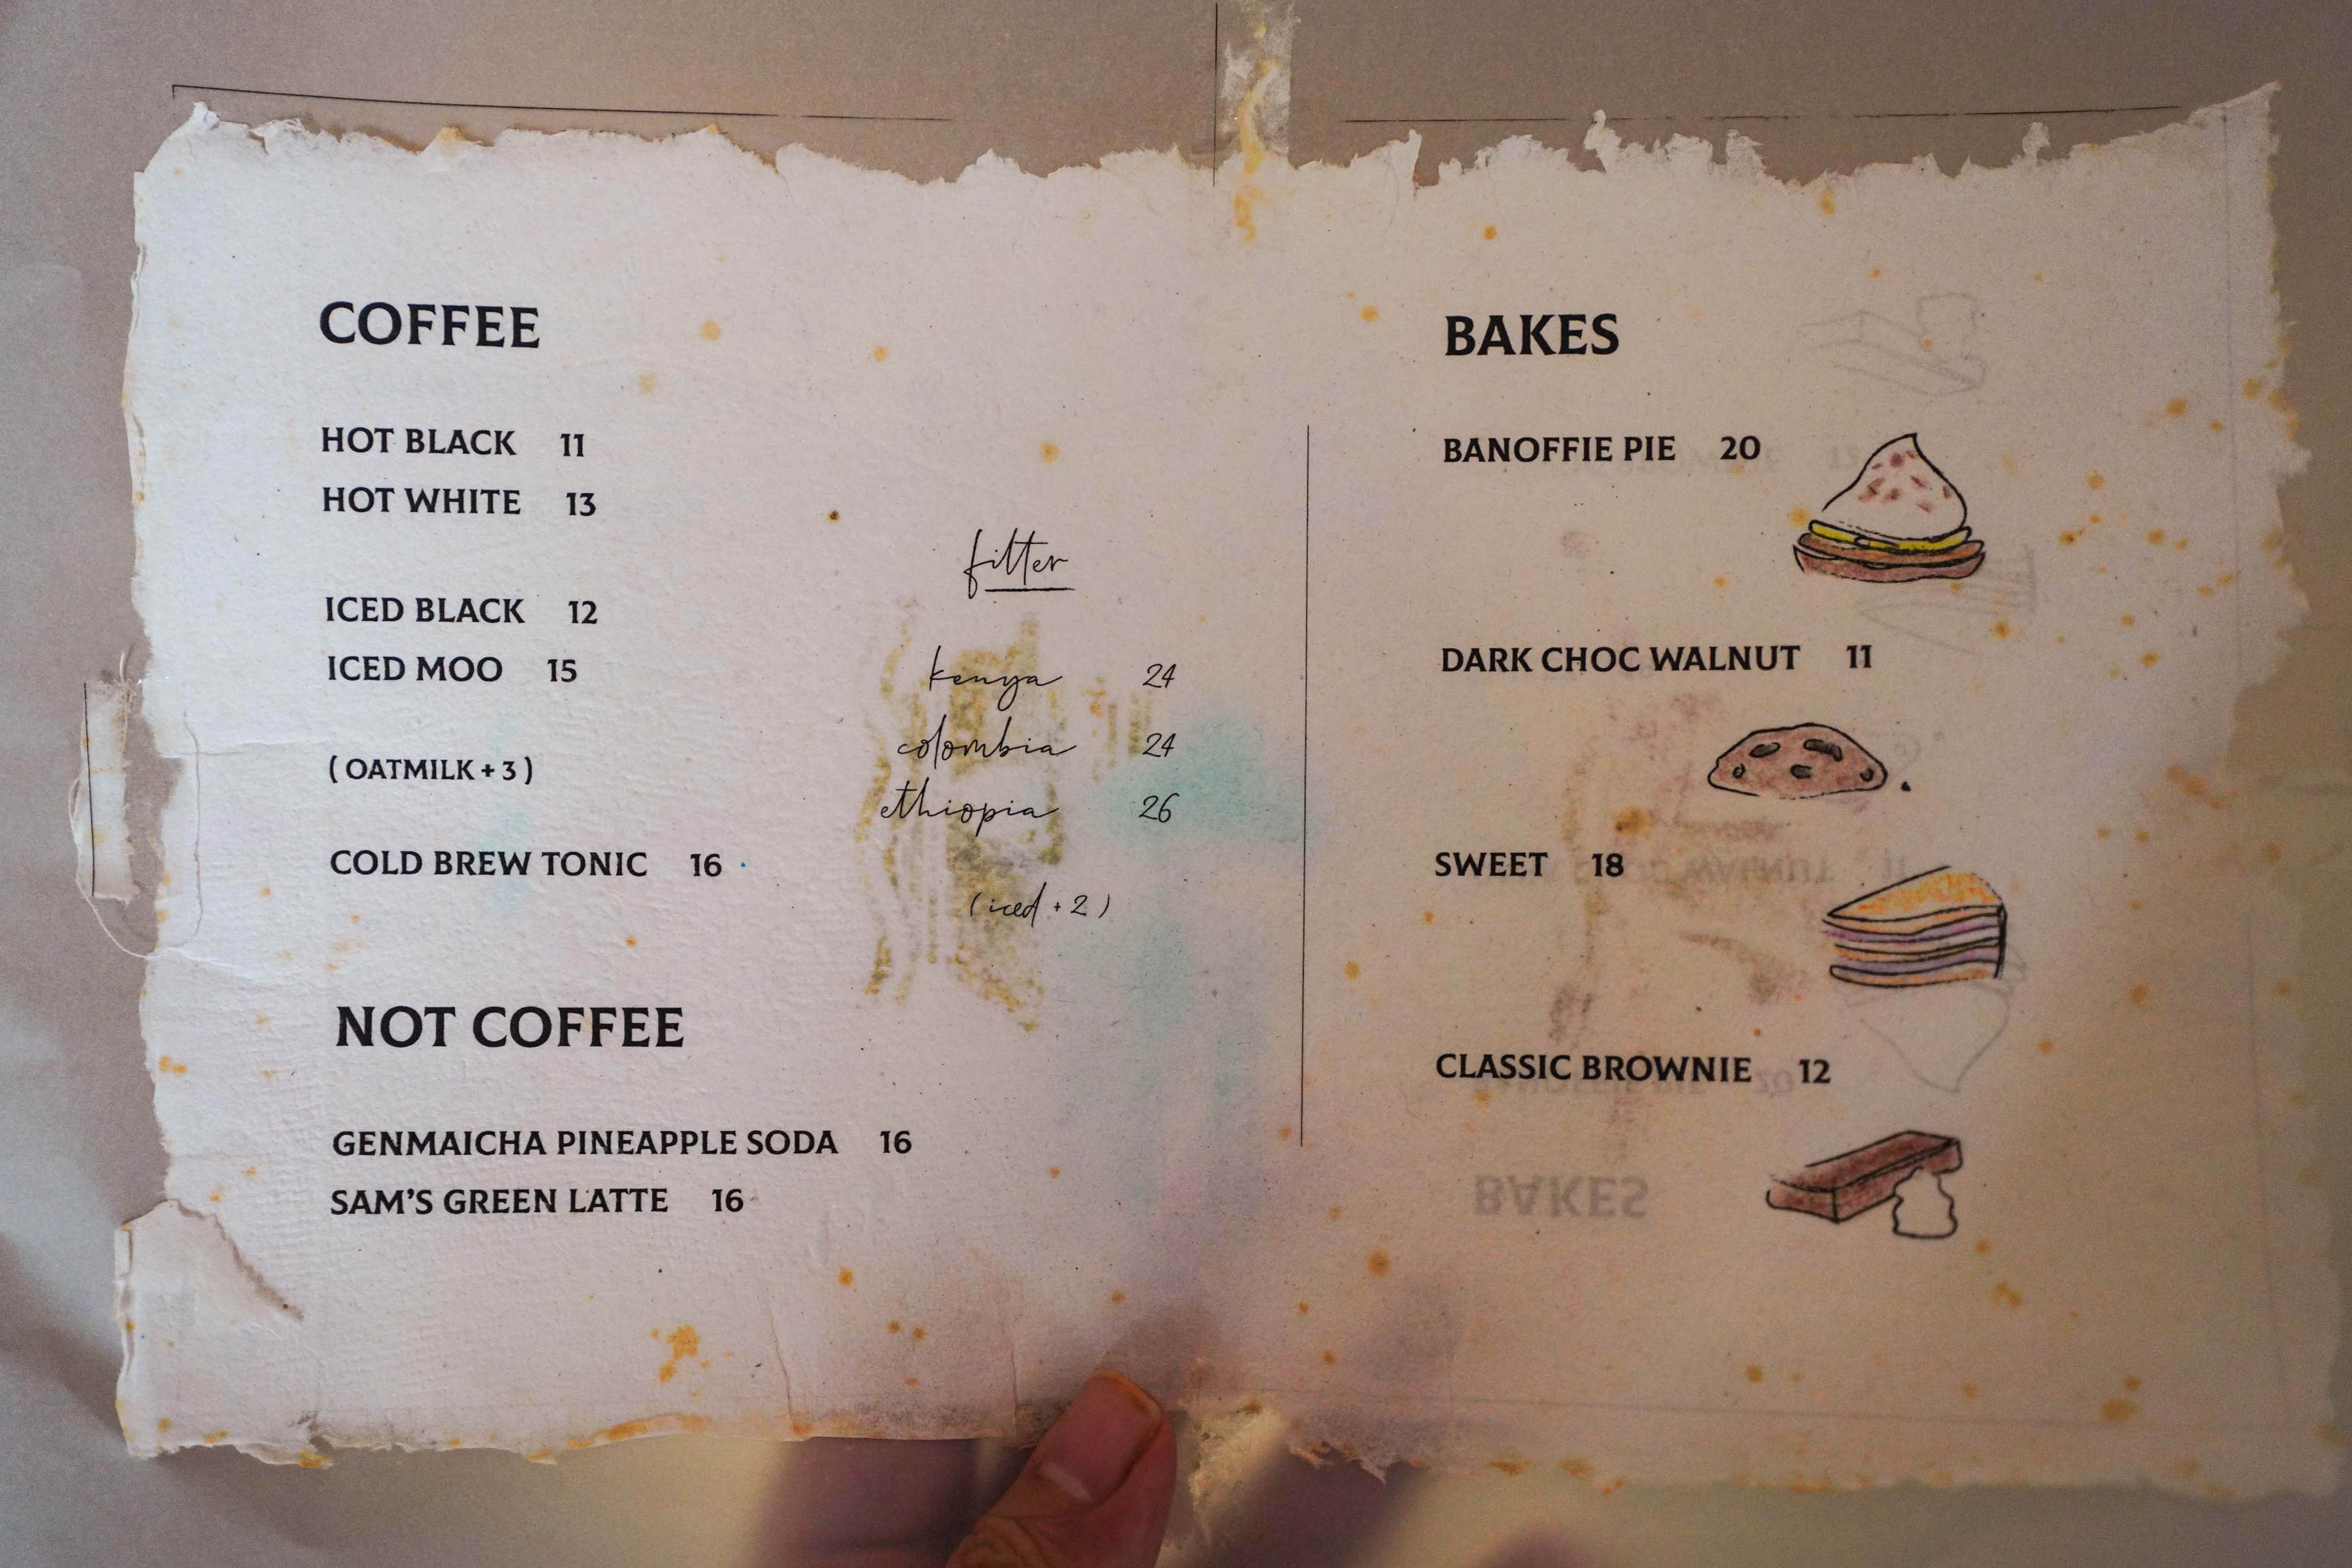 COFFEE
HOT BLACK 11
HOT WHITE 13
ICED BLACK 12
ICED MOO 15
( OATMILK + 3 )
COLD BREW TONIC 16
filter
kenya 24
colombia 24
ethiopia 26
( iced + 2 )
NOT COFFEE
GENMAICHA PINEAPPLE SODA 16
SAM'S GREEN LATTE 16
BAKES
BANOFFIE PIE 20
DARK CHOC WALNUT 11
SWEET 18
CLASSIC BROWNIE 12
BAKES